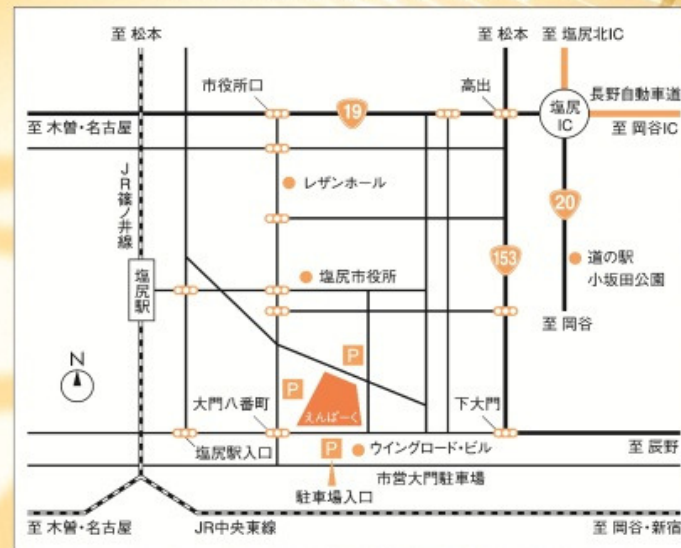 至 松本
至 松本
至 塩尻北IC
市役所口
高出
長野自動車道
19
塩尻
IC
至 木曽・名古屋
至 岡谷IC
JR篠ノ井線
レザンホール
20
153
塩尻市役所
道の駅
小坂田公園
塩尻駅
至 岡谷
N
P
P
大門八番町
えんぱーく
下大門
塩尻駅入口
P
ウイングロード・ビル
至 辰野
市営大門駐車場
駐車場入口
至 木曽・名古屋
JR中央東線
至 岡谷・新宿